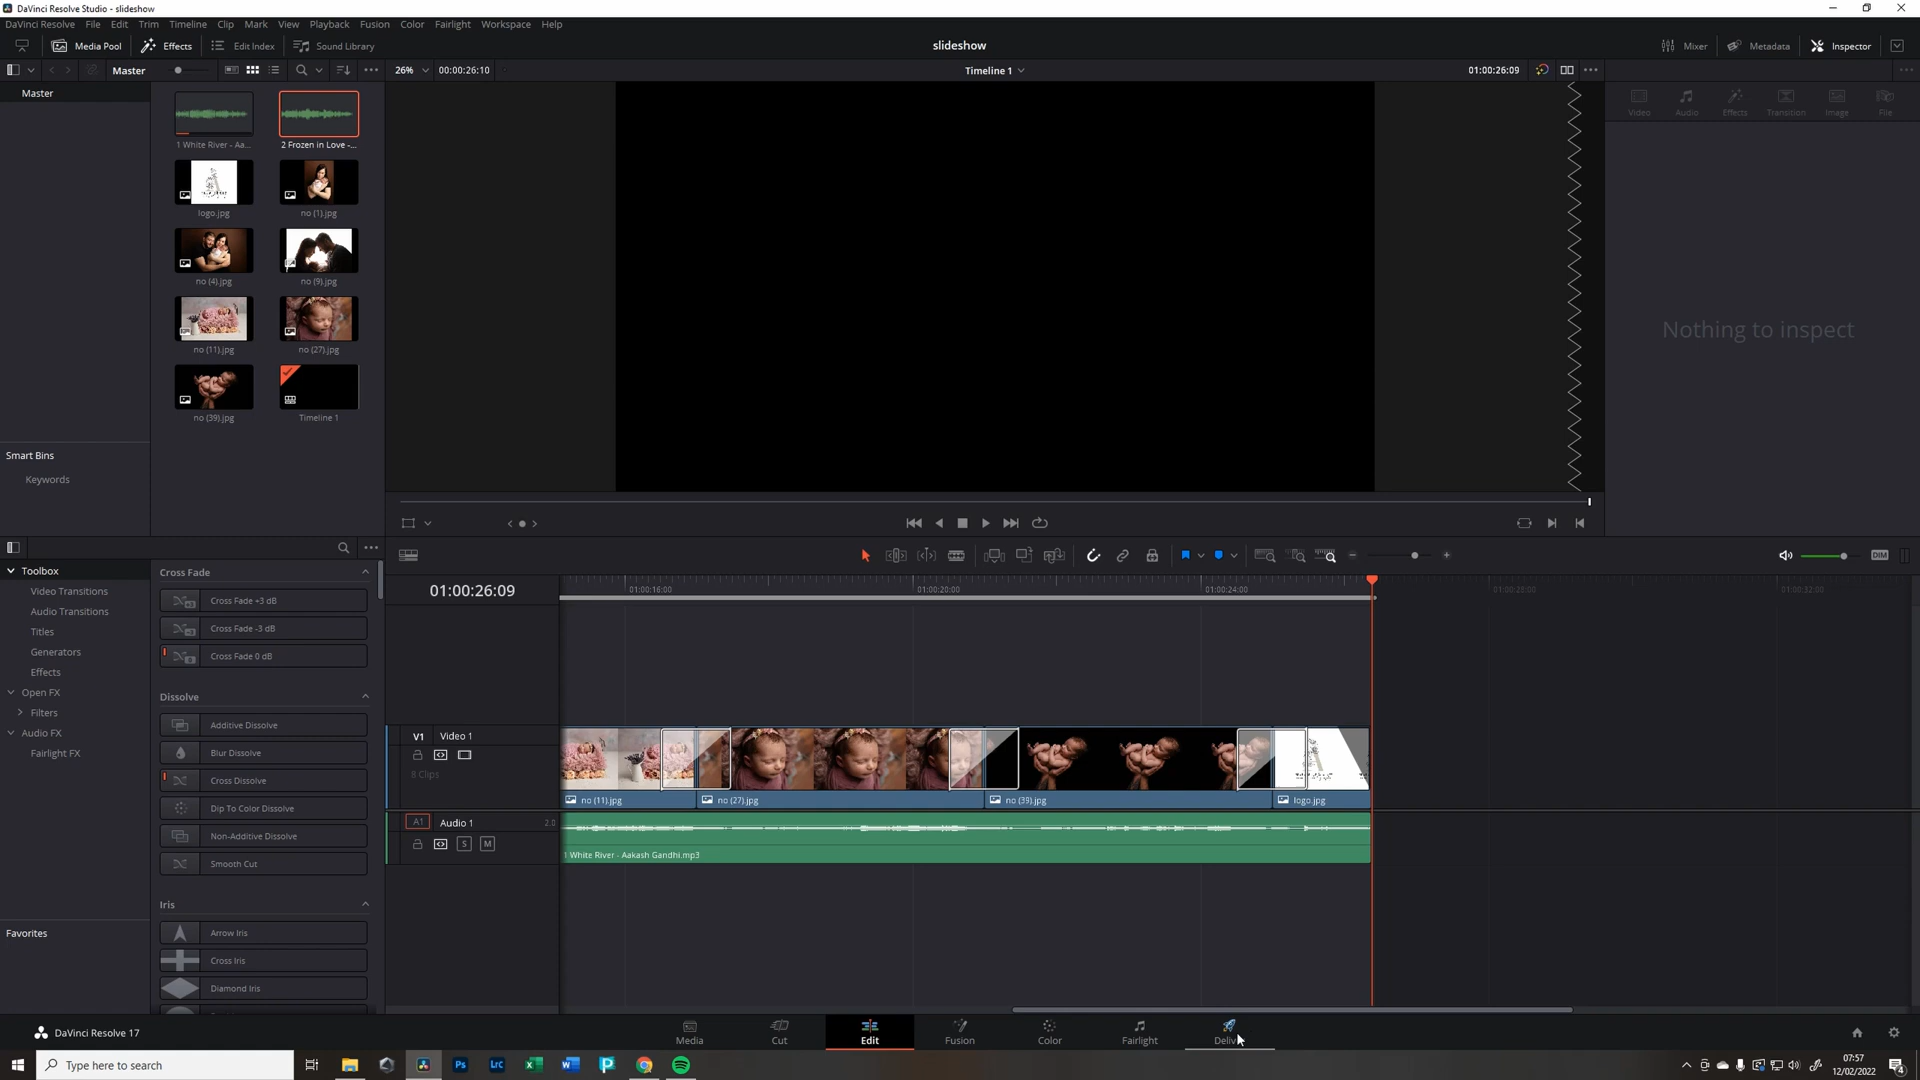 DaVinci Resolve Studio - slideshow
DaVinci Resolve File Edit Trim Timeline Clip Mark View Playback Fusion Color Fairlight Workspace Help
Media Pool Effects Edit Index Sound Library slideshow Mixer Metadata Inspector
Master 26% 00:00:26:10 Timeline 1 01:00:26:09
Master
Video Audio Effects Transition Image File
1 White River - Aa... 2 Frozen in Love -...
logo.jpg no (1).jpg
no (4).jpg no (9).jpg
no (11).jpg no (27).jpg
no (39).jpg Timeline 1
Nothing to inspect
Smart Bins
Keywords
Toolbox
Video Transitions
Audio Transitions
Titles
Generators
Effects
Open FX
Filters
Audio FX
Fairlight FX
Favorites
Cross Fade
Cross Fade +3 dB
Cross Fade -3 dB
Cross Fade 0 dB
Dissolve
Additive Dissolve
Blur Dissolve
Cross Dissolve
Dip To Color Dissolve
Non-Additive Dissolve
Smooth Cut
Iris
Arrow Iris
Cross Iris
Diamond Iris
DIM
01:00:26:09 01:00:16:00 01:00:20:00 01:00:24:00 01:00:28:00 01:00:32:00
V1 Video 1
8 Clips
no (11).jpg no (27).jpg no (39).jpg logo.jpg
A1 Audio 1 2.0
S M
1 White River - Aakash Gandhi.mp3
DaVinci Resolve 17 Media Cut Edit Fusion Color Fairlight
Type here to search
Ps Lrc
07:57
12/02/2022
4